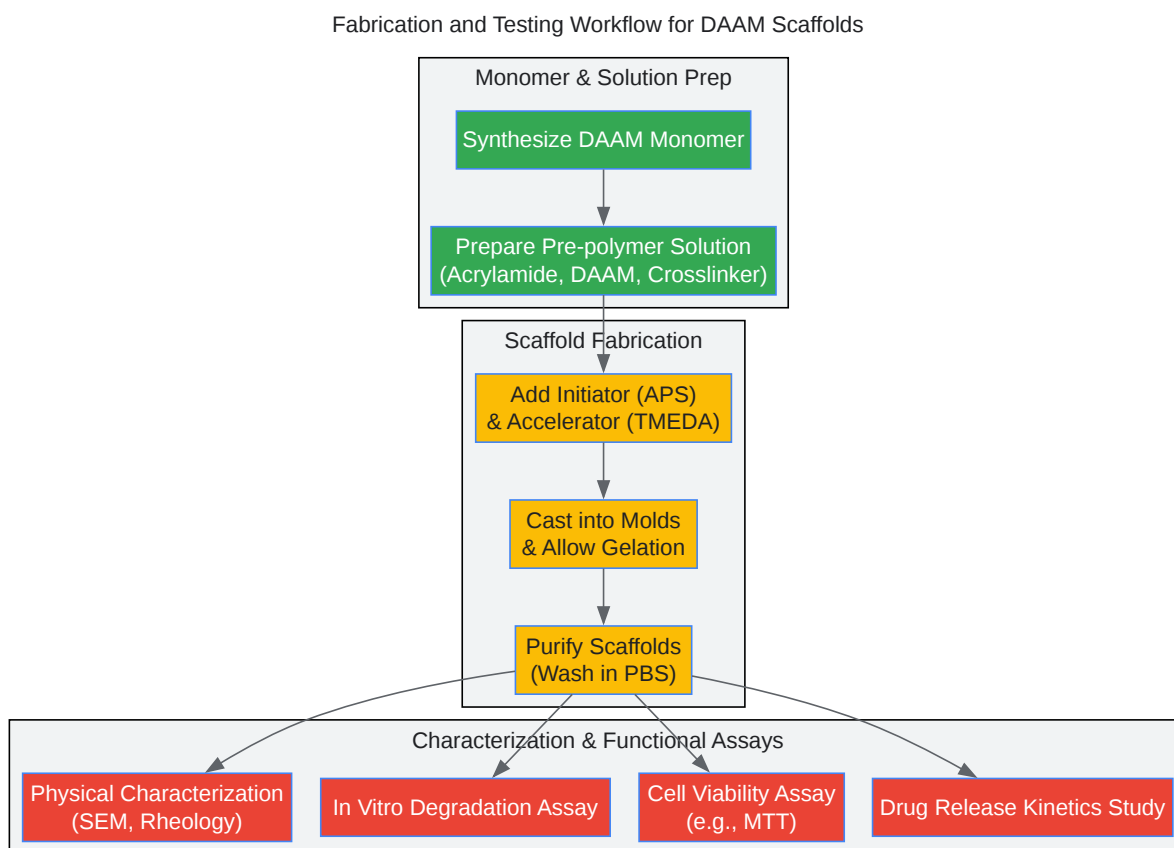 Fabrication and Testing Workflow for DAAM Scaffolds
Monomer & Solution Prep
Synthesize DAAM Monomer
Prepare Pre-polymer Solution
(Acrylamide, DAAM, Crosslinker)
Scaffold Fabrication
Add Initiator (APS)
& Accelerator (TMEDA)
Cast into Molds
& Allow Gelation
Purify Scaffolds
(Wash in PBS)
Characterization & Functional Assays
Physical Characterization
(SEM, Rheology)
In Vitro Degradation Assay
Cell Viability Assay
(e.g., MTT)
Drug Release Kinetics Study